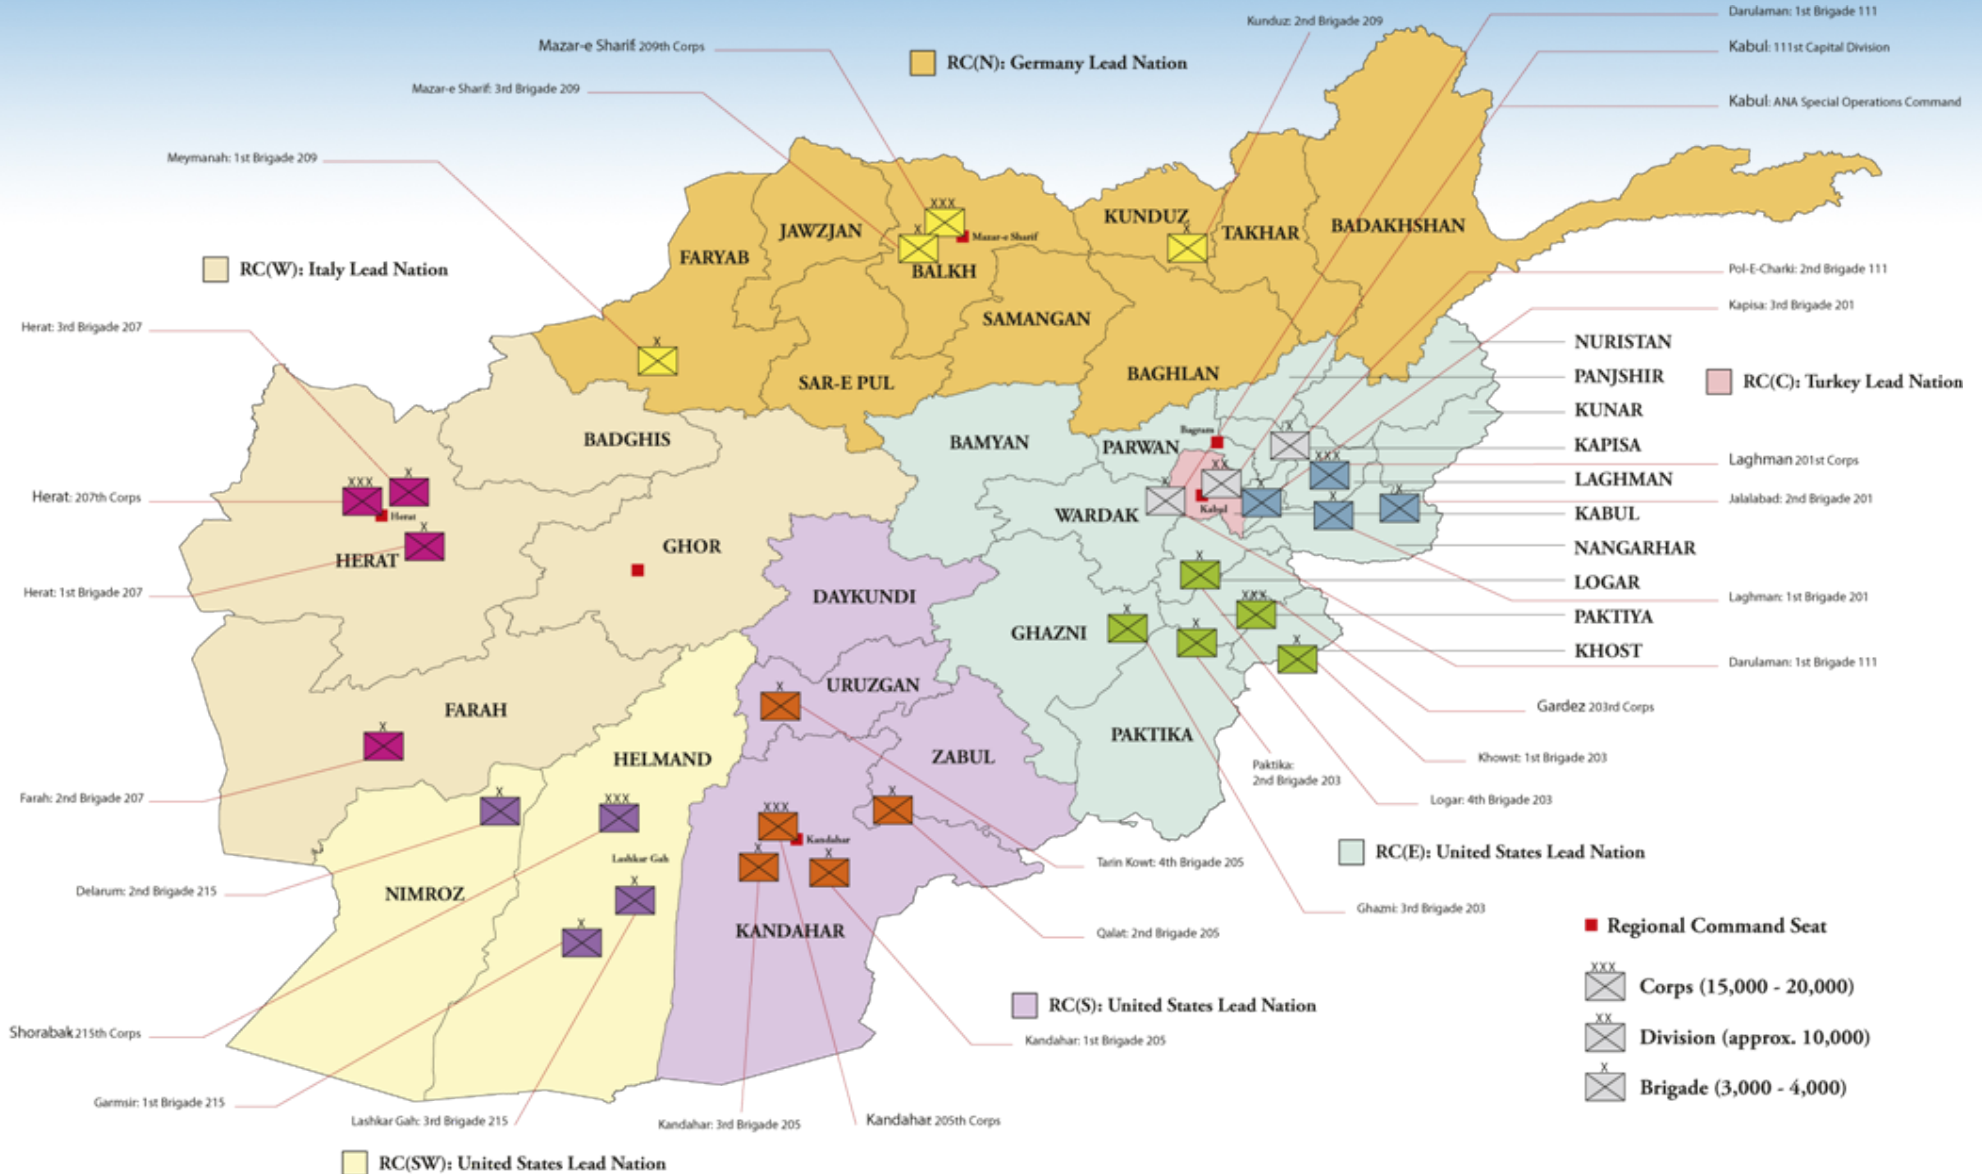 Darulaman: 1st Brigade 111
Kunduz: 2nd Brigade 209
Mazar-e Sharif: 209th Corps
RC(N): Germany Lead Nation
Kabul: 111st Capital Division
Mazar-e Sharif: 3rd Brigade 209
Kabul: ANA Special Operations Command
Meymanah: 1st Brigade 209
XXX
KUNDUZ
X
JAWZJAN
X
TAKHAR
BADAKHSHAN
Mazar-e Sharif
FARYAB
BALKH
RC(W): Italy Lead Nation
Pol-E-Charki: 2nd Brigade 111
Kapisa: 3rd Brigade 201
SAMANGAN
Herat: 3rd Brigade 207
X
NURISTAN
BAGHLAN
PANJSHIR
RC(C): Turkey Lead Nation
SAR-E PUL
KUNAR
X
Bagram
BADGHIS
BAMYAN
PARWAN
KAPISA
XXX
Laghman 201st Corps
XX
X
LAGHMAN
XXX
X
X
X
X
Herat: 207th Corps
Jalalabad: 2nd Brigade 201
Kabul
WARDAK
KABUL
Herat
X
GHOR
NANGARHAR
HERAT
X
LOGAR
Herat: 1st Brigade 207
DAYKUNDI
XXX
Laghman: 1st Brigade 201
X
PAKTIYA
X
GHAZNI
X
KHOST
Darulaman: 1st Brigade 111
X
URUZGAN
FARAH
Gardez 203rd Corps
X
PAKTIKA
HELMAND
ZABUL
Khowst: 1st Brigade 203
Paktika:
2nd Brigade 203
X
XXX
XXX
X
Farah: 2nd Brigade 207
Logar: 4th Brigade 203
Kandahar
X
X
Lashkar Gah
RC(E): United States Lead Nation
Tarin Kowt: 4th Brigade 205
X
Delarum: 2nd Brigade 215
NIMROZ
Ghazni: 3rd Brigade 203
X
KANDAHAR
Qalat: 2nd Brigade 205
Regional Command Seat
XXX
Corps (15,000 - 20,000)
RC(S): United States Lead Nation
XX
Shorabak 215th Corps
Division (approx. 10,000)
Kandahar: 1st Brigade 205
X
Brigade (3,000 - 4,000)
Garmsir: 1st Brigade 215
Lashkar Gah: 3rd Brigade 215
Kandahar: 3rd Brigade 205
Kandahar: 205th Corps
RC(SW): United States Lead Nation